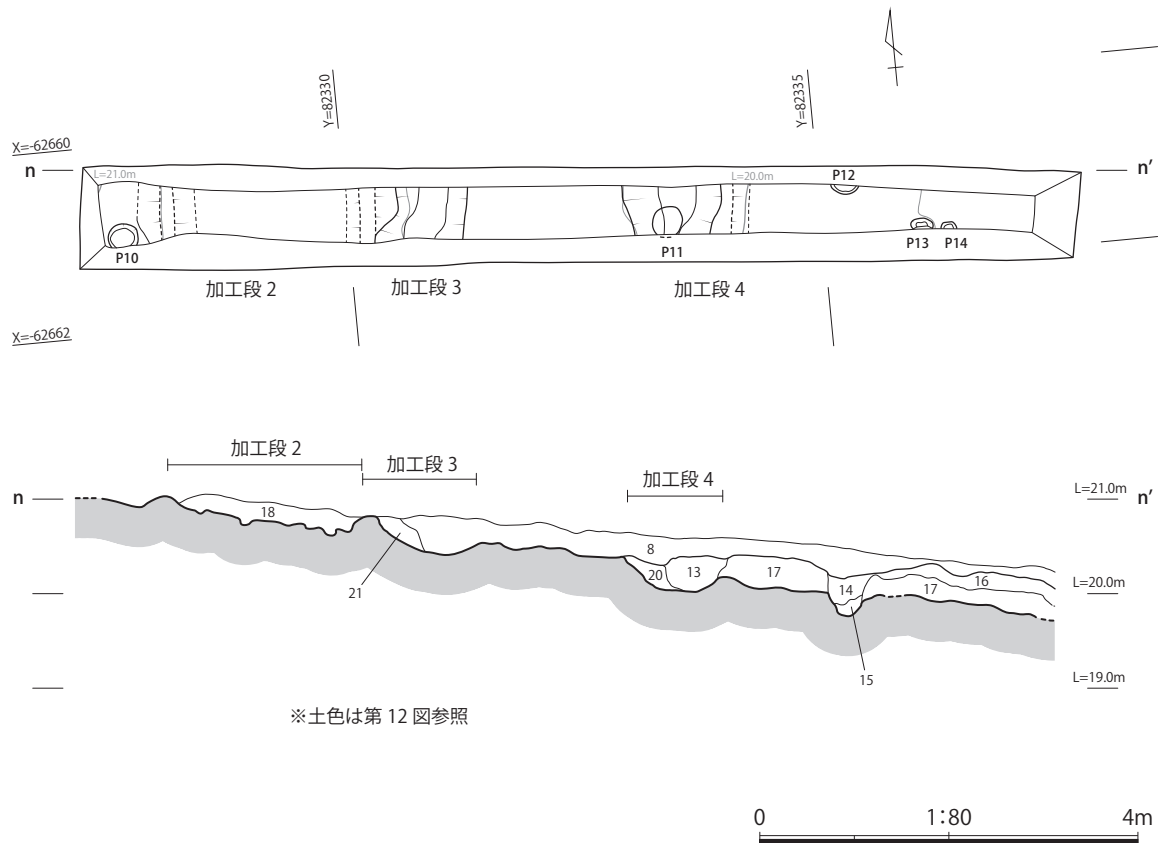 Y=82330
Y=82335
X=-62660
n
n′
L=21.0m
L=20.0m
P12
P10
P11
P13
P14
加工段 2
加工段 3
加工段 4
X=-62662
加工段 2
加工段 3
加工段 4
n
L=21.0m
n′
18
8
20
13
17
14
17
16
L=20.0m
21
15
L=19.0m
※土色は第 12 図参照
0
1:80
4m